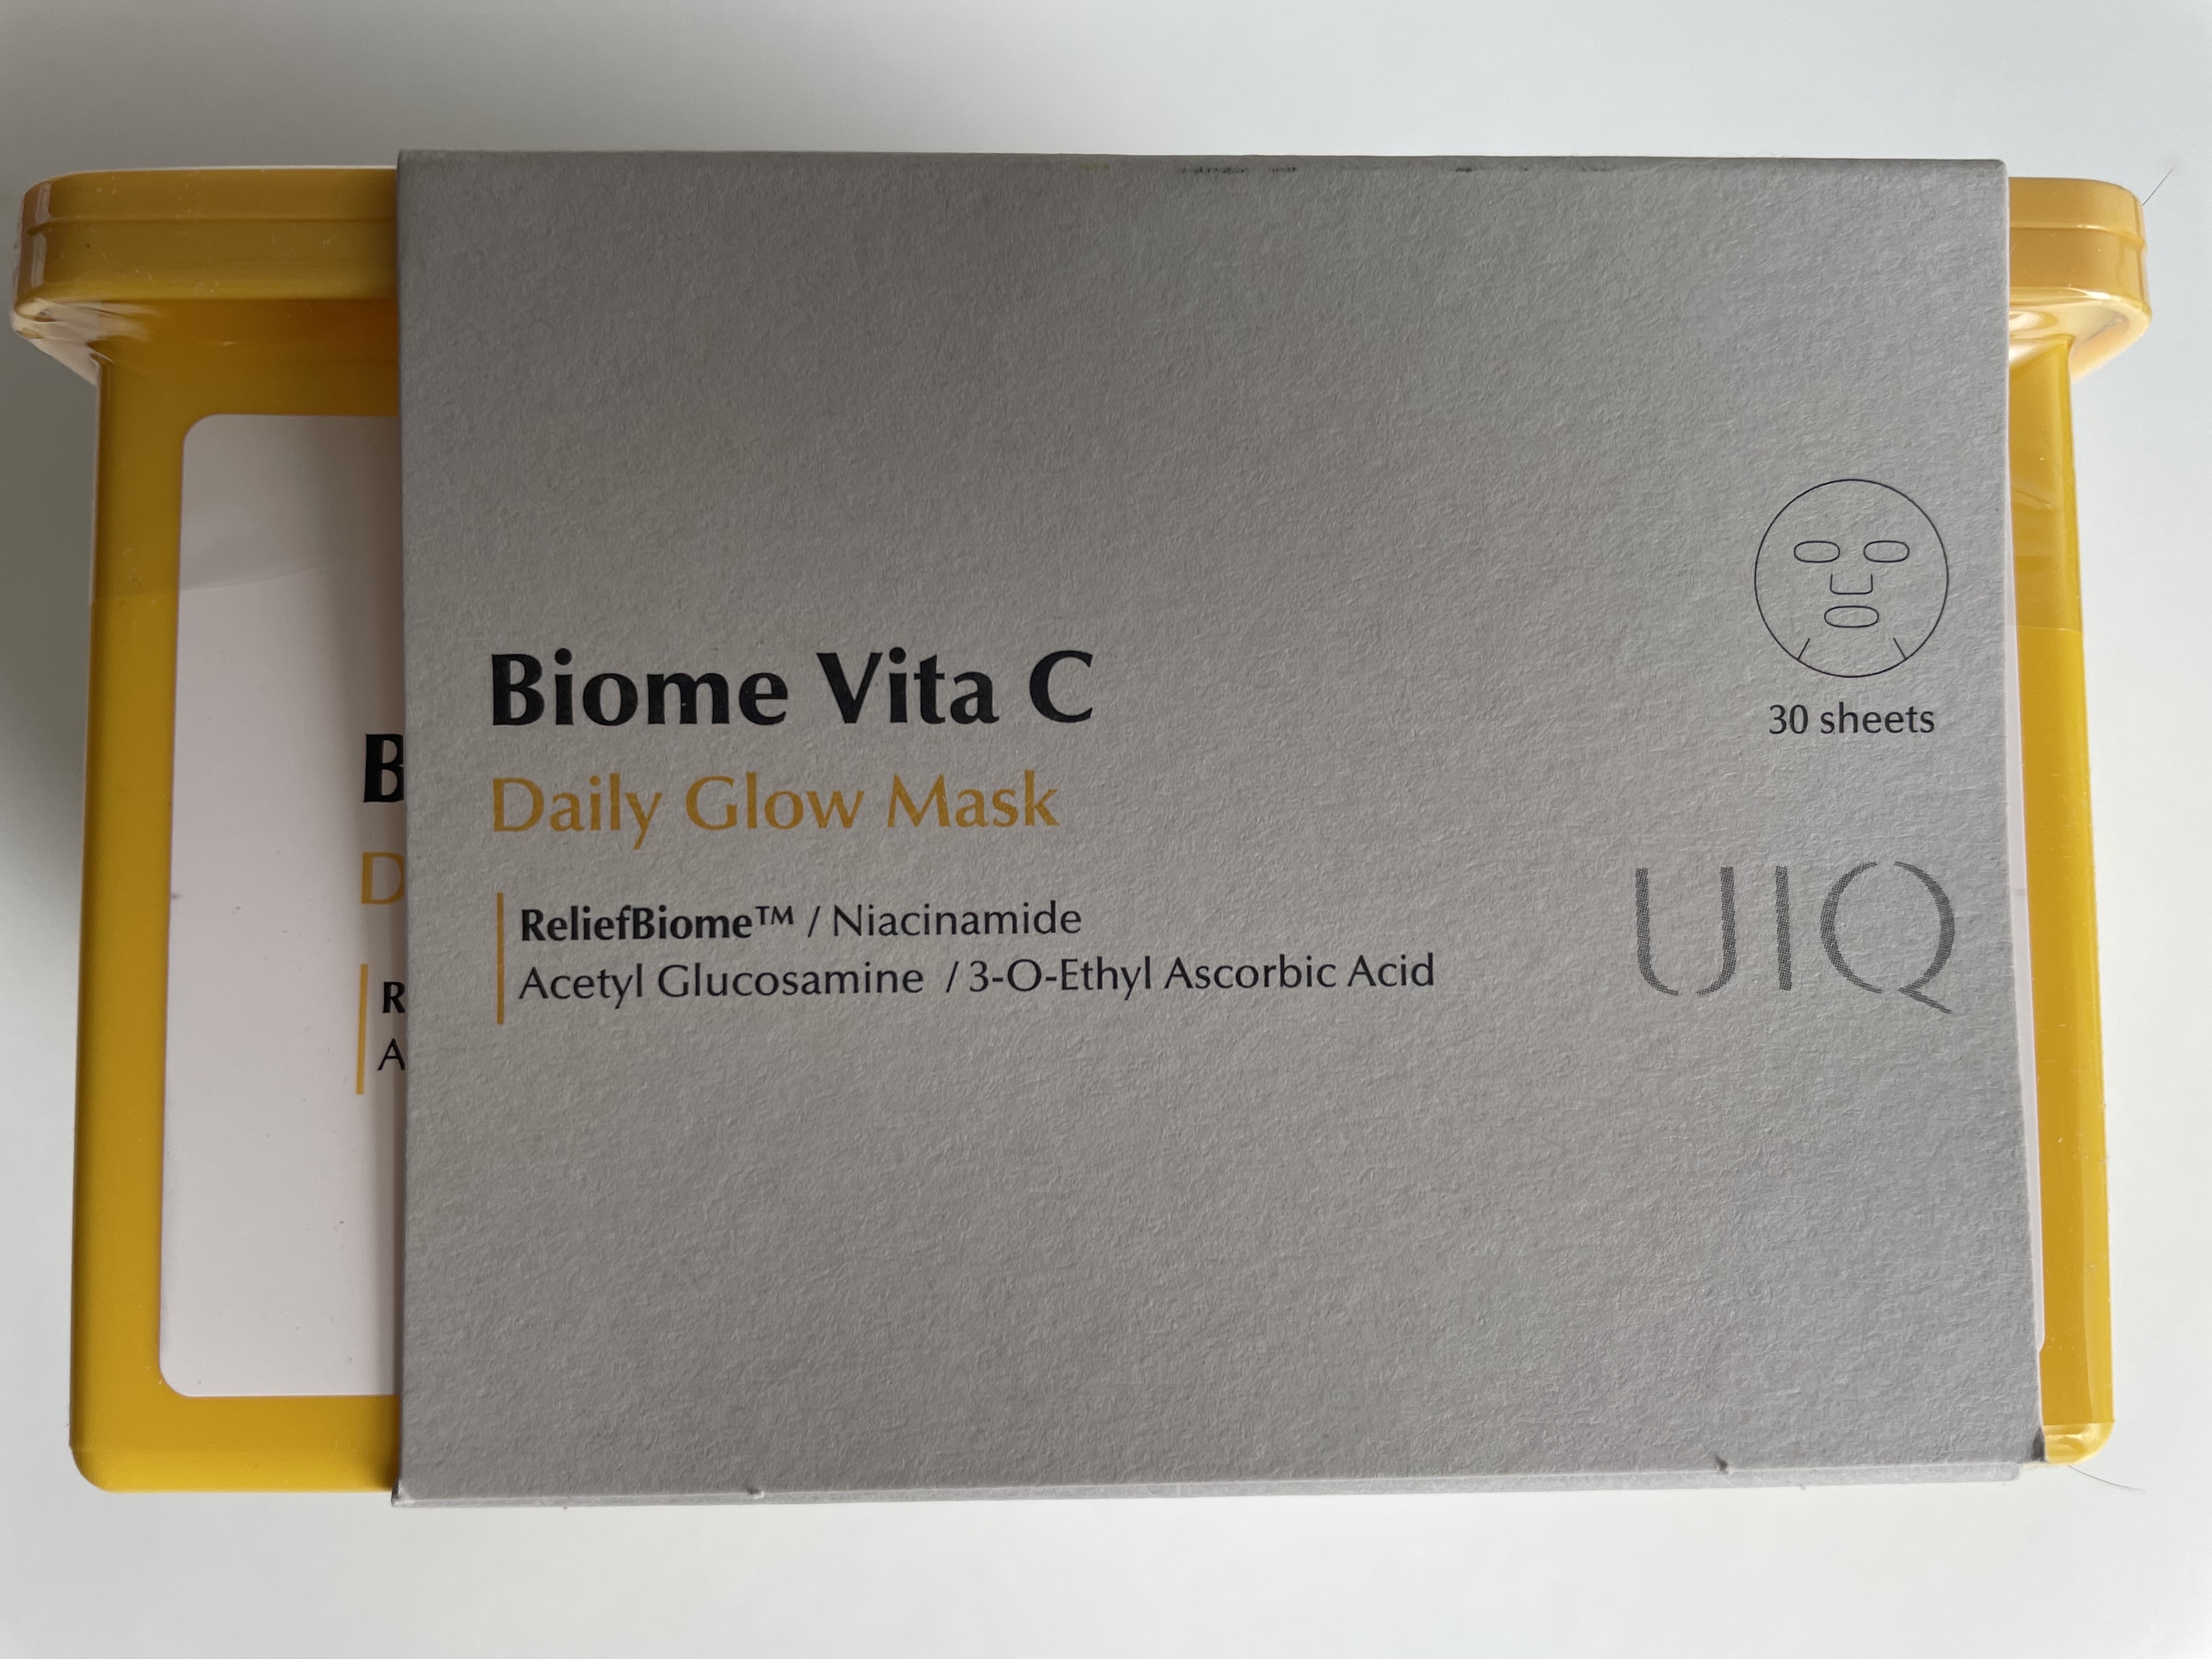 Biome Vita C
Daily Glow Mask
ReliefBiome™ / Niacinamide
Acetyl Glucosamine / 3-O-Ethyl Ascorbic Acid
30 sheets
UIQ
B
D
R
A